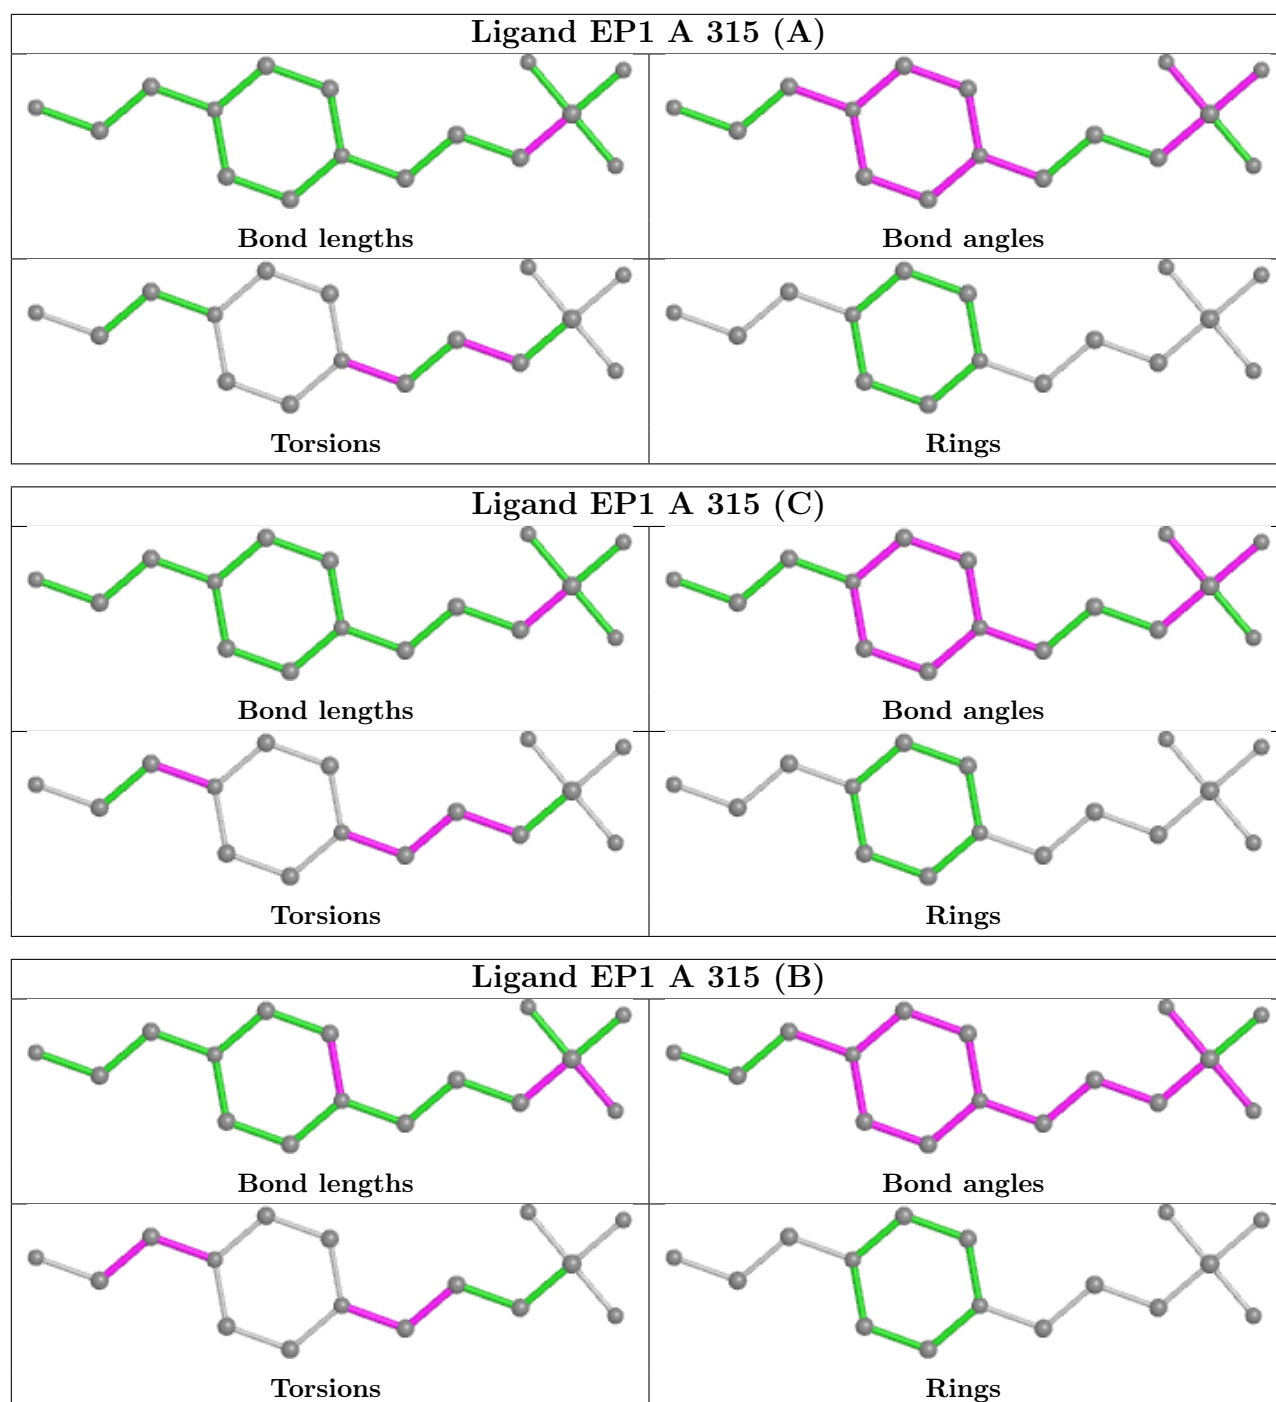 Ligand EP1 A 315 (A)
Bond lengths
Bond angles
Torsions
Rings
Ligand EP1 A 315 (C)
Bond lengths
Bond angles
Torsions
Rings
Ligand EP1 A 315 (B)
Bond lengths
Bond angles
Torsions
Rings